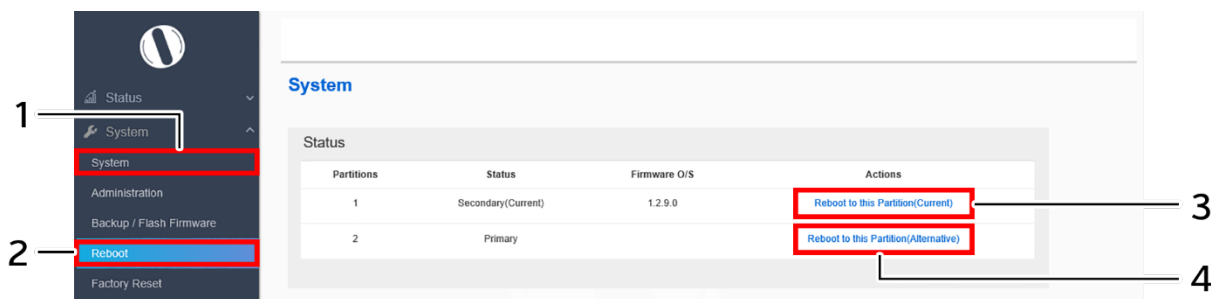 Status
System
System
Administration
Backup / Flash Firmware
Reboot
Factory Reset
System
Status
Partitions Status Firmware O/S Actions
1 Secondary(Current) 1.2.9.0 Reboot to this Partition(Current)
2 Primary Reboot to this Partition(Alternative)
1
2
3
4